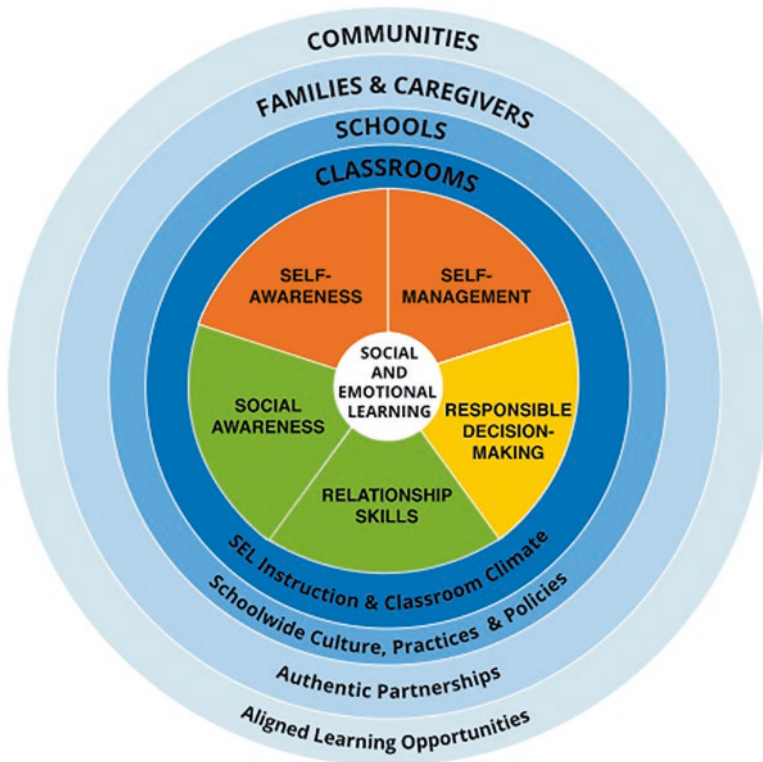 COMMUNITIES
FAMILIES & CAREGIVERS
SCHOOLS
CLASSROOMS
SELF-
AWARENESS
SELF-
MANAGEMENT
SOCIAL
AND
EMOTIONAL
LEARNING
SOCIAL
AWARENESS
RESPONSIBLE
DECISION-
MAKING
RELATIONSHIP
SKILLS
SEL Instruction & Classroom Climate
Schoolwide Culture, Practices & Policies
Authentic Partnerships
Aligned Learning Opportunities